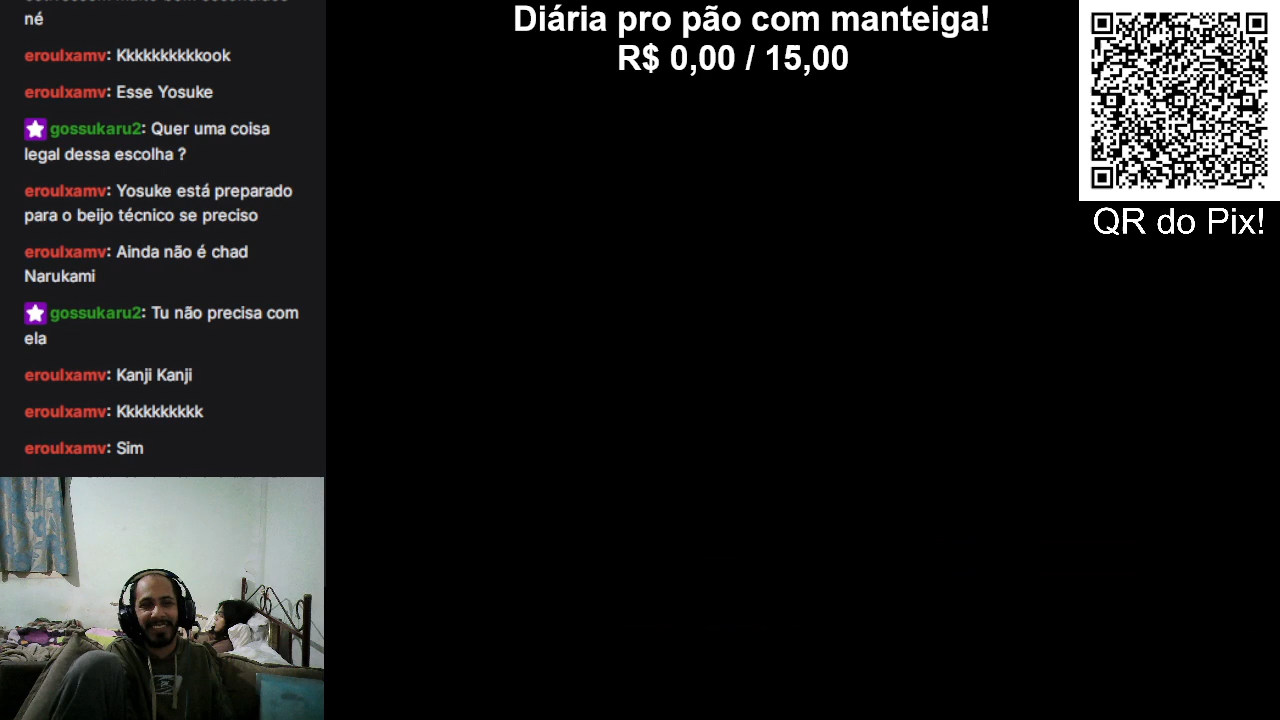 né
eroulxamv: Kkkkkkkkkkook
eroulxamv: Esse Yosuke
gossukaru2: Quer uma coisa
legal dessa escolha ?
eroulxamv: Yosuke está preparado
para o beijo técnico se preciso
eroulxamv: Ainda não é chad
Narukami
gossukaru2: Tu não precisa com
ela
eroulxamv: Kanji Kanji
eroulxamv: Kkkkkkkkkk
eroulxamv: Sim
Diária pro pão com manteiga!
R$ 0,00 / 15,00
QR do Pix!